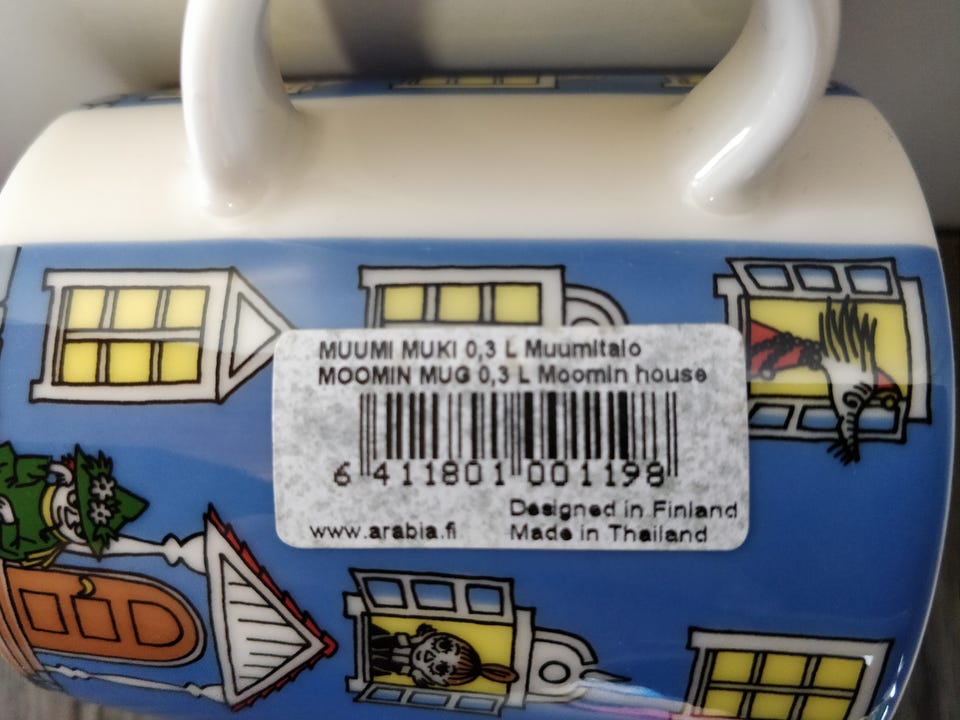 MUUMI MUKI 0,3 L Muumitalo
MOOMIN MUG 0,3 L Moomin house
6 411801 001198
Designed in Finland
www.arabia.fi Made in Thailand